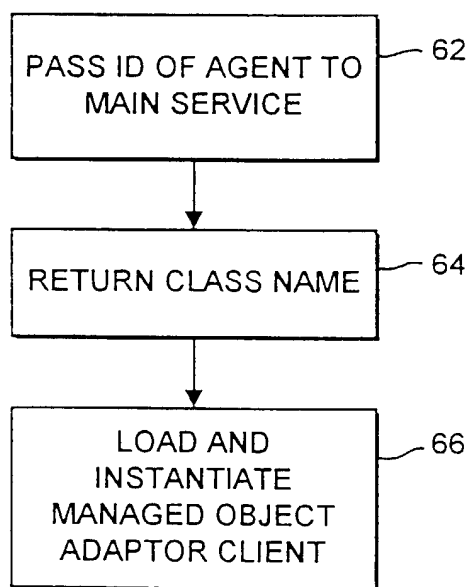 PASS ID OF AGENT TO
MAIN SERVICE
62
RETURN CLASS NAME
64
LOAD AND
INSTANTIATE
MANAGED OBJECT
ADAPTOR CLIENT
66